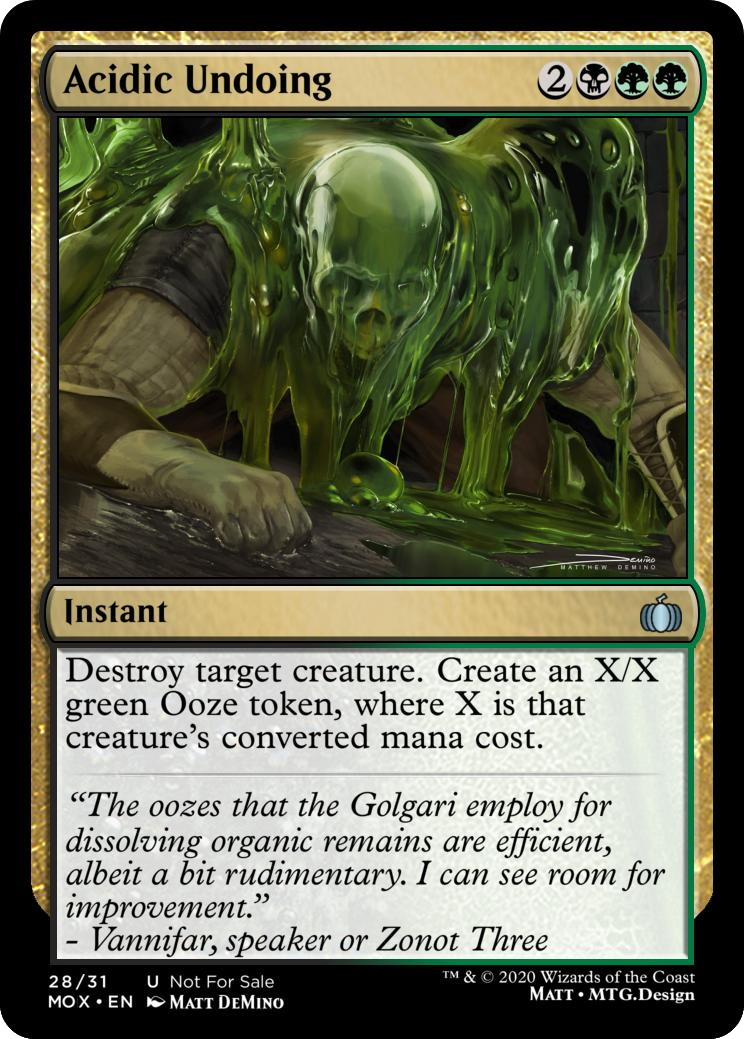 Acidic Undoing 2
Demino
MATTHEW DEMINO
Instant
Destroy target creature. Create an X/X
green Ooze token, where X is that
creature's converted mana cost.
“The oozes that the Golgari employ for
dissolving organic remains are efficient,
albeit a bit rudimentary. I can see room for
improvement.”
- Vannifar, speaker or Zonot Three
28/31 U Not For Sale ™ & © 2020 Wizards of the Coast
MOX • EN Matt DeMino Matt • MTG.Design